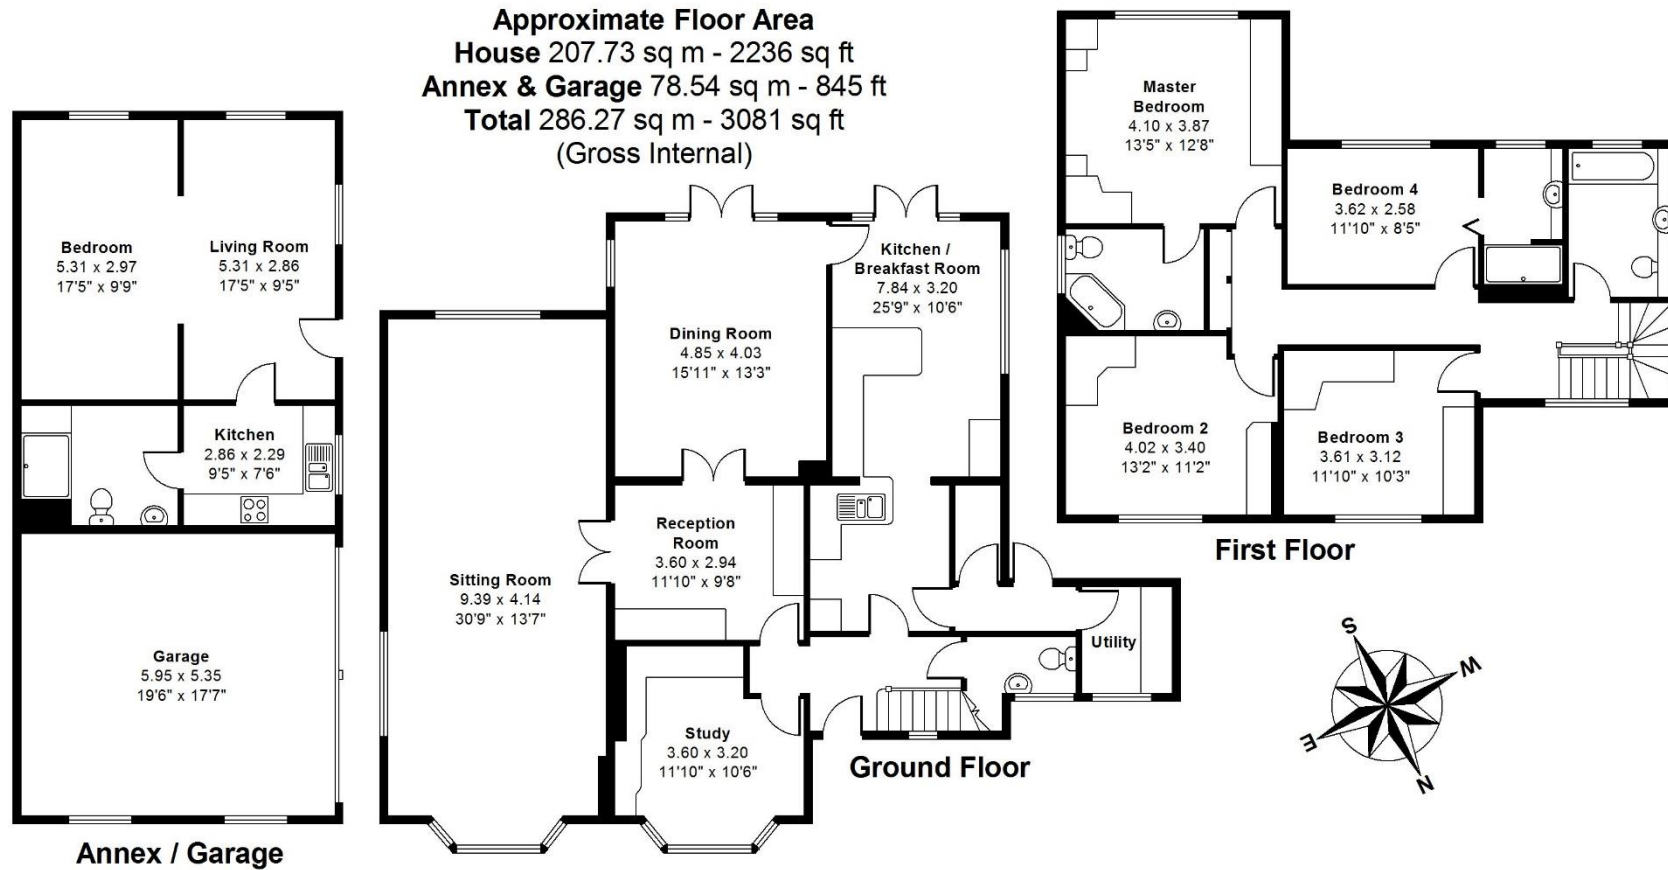 Approximate Floor Area
House 207.73 sq m - 2236 sq ft
Annex & Garage 78.54 sq m - 845 ft
Total 286.27 sq m - 3081 sq ft
(Gross Internal)
Bedroom
5.31 x 2.97
17'5" x 9'9"
Living Room
5.31 x 2.86
17'5" x 9'5"
Kitchen
2.86 x 2.29
9'5" x 7'6"
Garage
5.95 x 5.35
19'6" x 17'7"
Annex / Garage
Dining Room
4.85 x 4.03
15'11" x 13'3"
Kitchen /
Breakfast Room
7.84 x 3.20
25'9" x 10'6"
Reception
Room
3.60 x 2.94
11'10" x 9'8"
Sitting Room
9.39 x 4.14
30'9" x 13'7"
Utility
Study
3.60 x 3.20
11'10" x 10'6"
Ground Floor
Master
Bedroom
4.10 x 3.87
13'5" x 12'8"
Bedroom 4
3.62 x 2.58
11'10" x 8'5"
Bedroom 2
4.02 x 3.40
13'2" x 11'2"
Bedroom 3
3.61 x 3.12
11'10" x 10'3"
First Floor
S
W
E
N